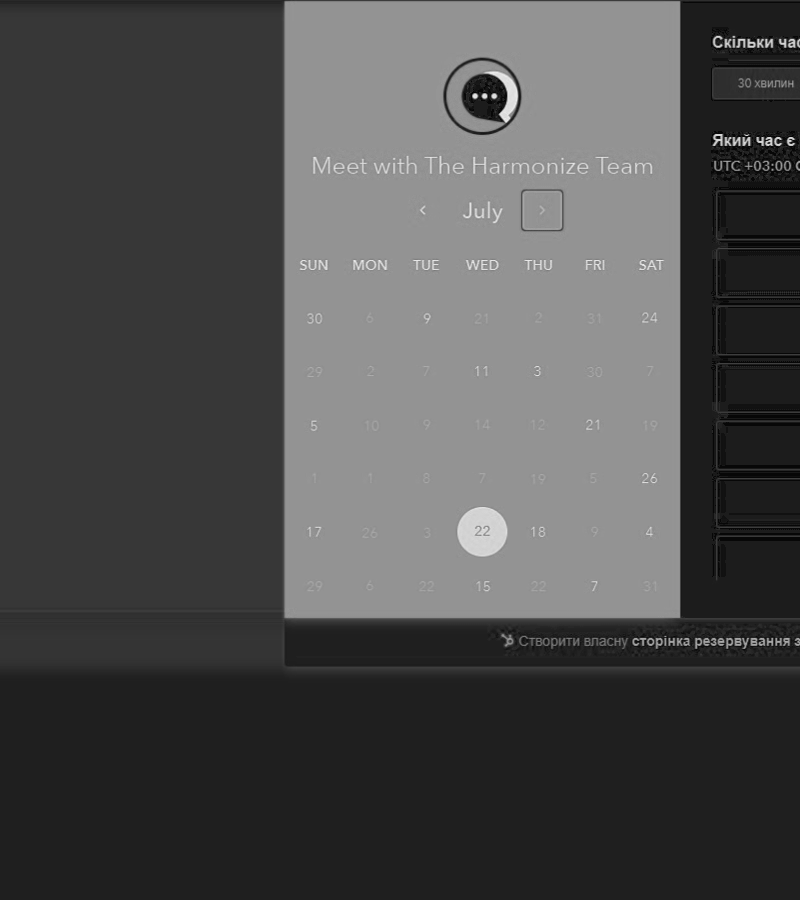 Meet with The Harmonize Team
July
SUN MON TUE WED THU FRI SAT
30 6 9 21 2 31 24
29 2 7 11 3 30 7
5 10 9 14 12 21 19
1 1 8 7 19 5 26
17 26 3 22 18 9 4
29 6 22 15 22 7 31
Скільки час
30 хвилин
Який час є
UTC +03:00
Створити власну сторінка резервування з